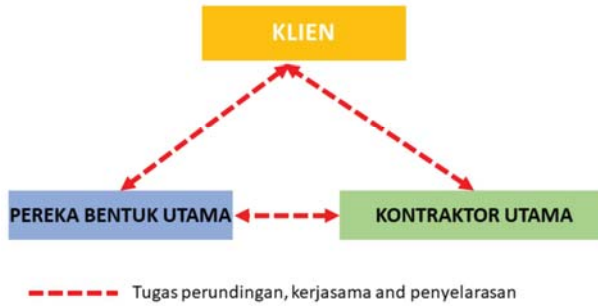 KLIEN
PEREKA BENTUK UTAMA
KONTRAKTOR UTAMA
Tugas perundingan, kerjasama and penyelarasan